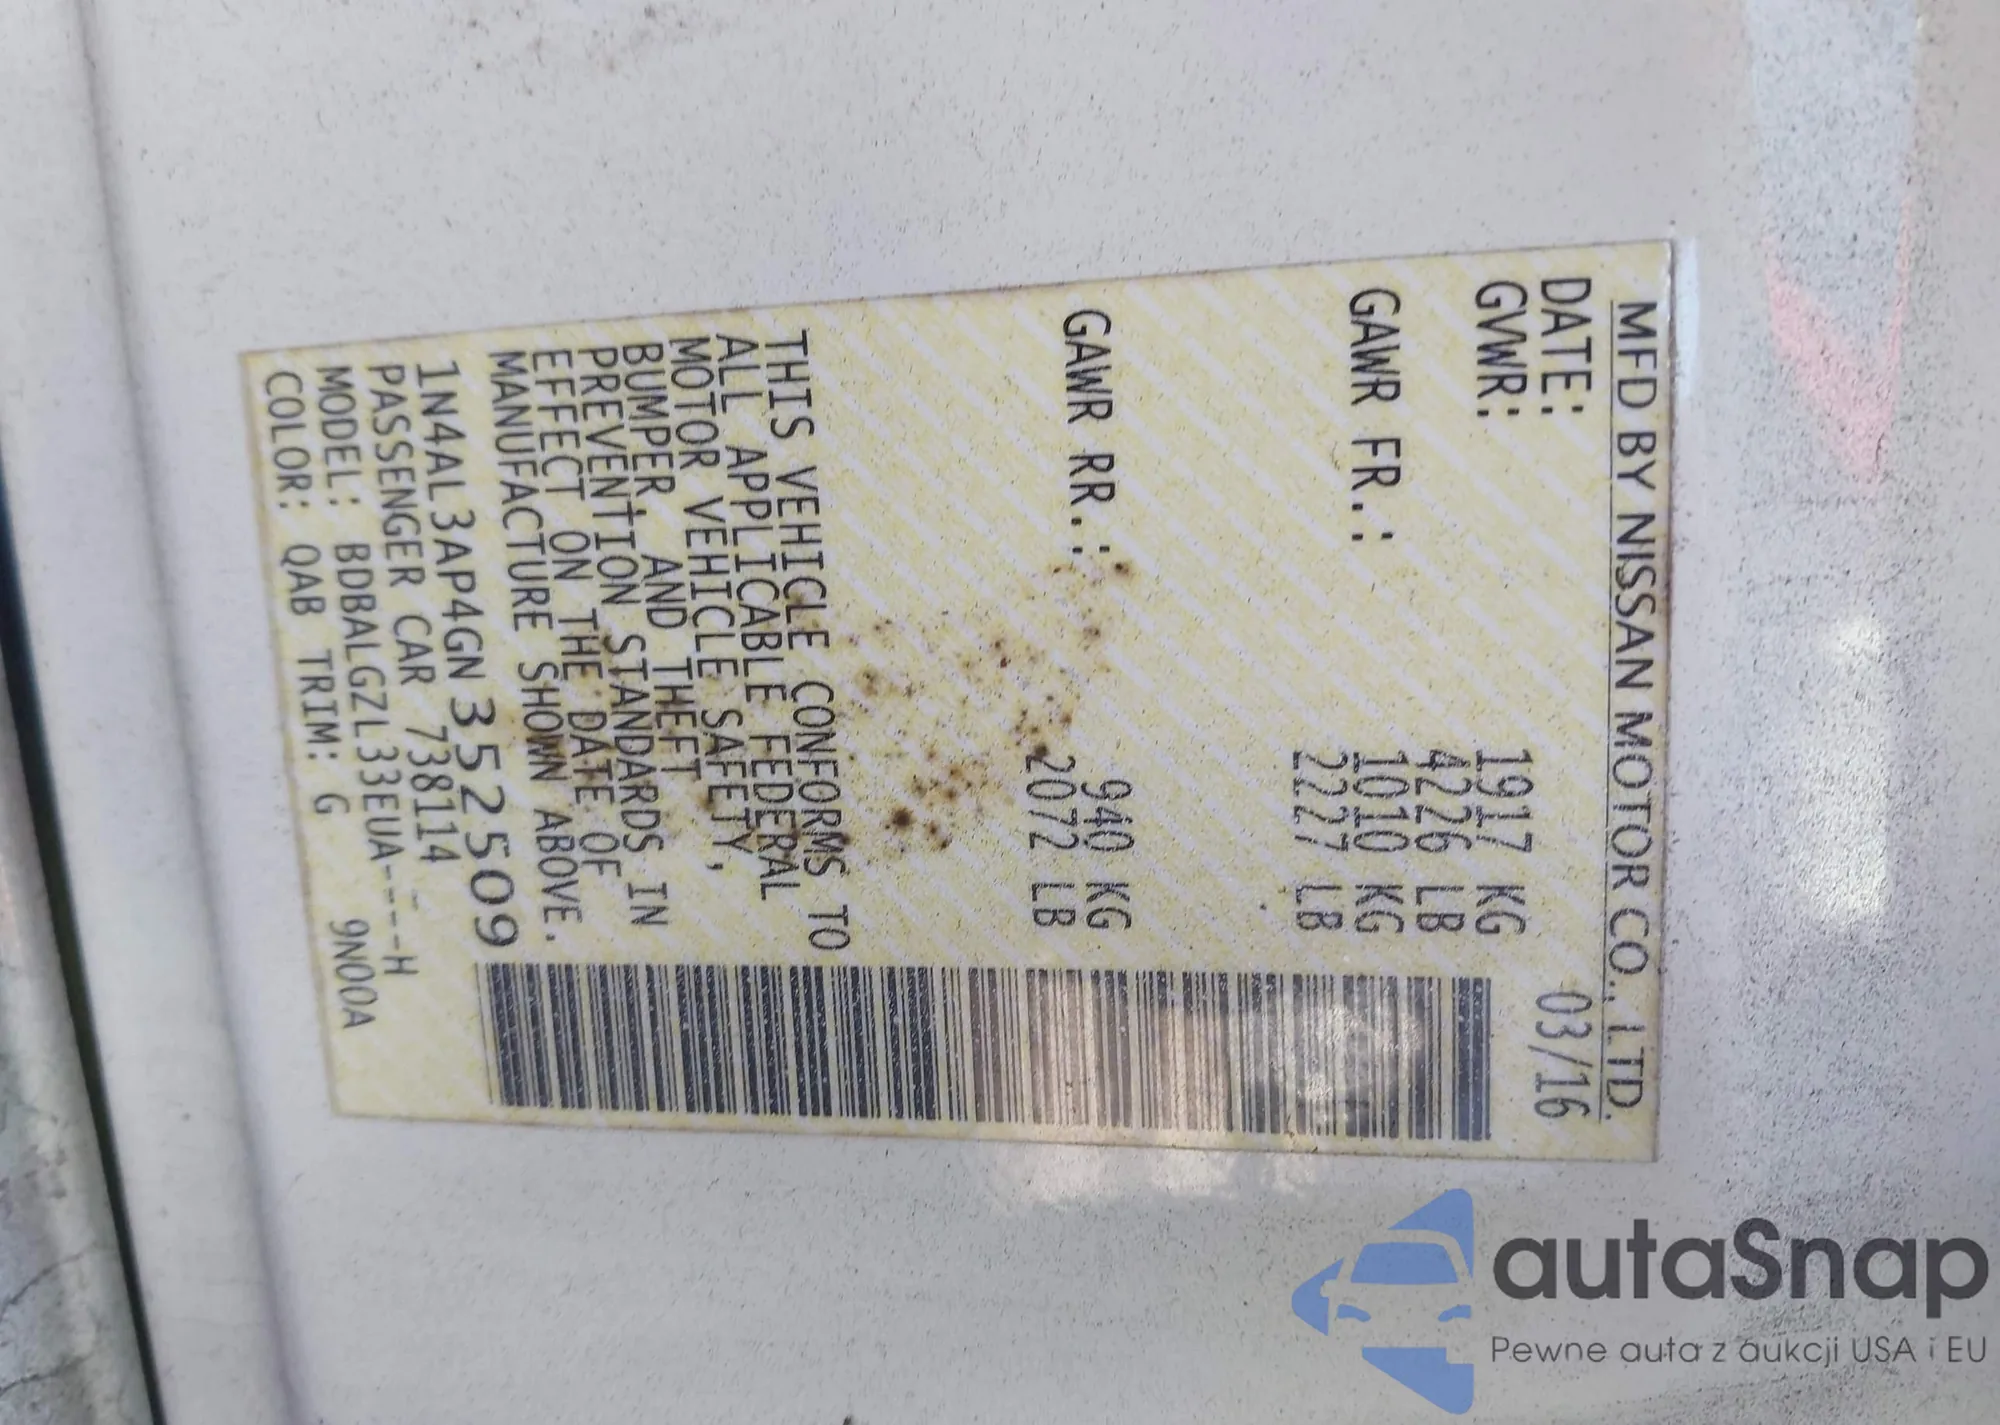 MFD BY NISSAN MOTOR CO., LTD.
DATE: 03/16
GVWR: 1917 KG
4226 LB
GAWR FR.: 1010 KG
2227 LB
GAWR RR.: 940 KG
2072 LB
THIS VEHICLE CONFORMS TO
ALL APPLICABLE FEDERAL
MOTOR VEHICLE SAFETY,
BUMPER, AND THEFT
PREVENTION STANDARDS IN
EFFECT ON THE DATE OF
MANUFACTURE SHOWN ABOVE.
1N4AL3AP4GN352509
PASSENGER CAR 738114 -
MODEL: BDBALGZL33EUA----H
COLOR: QAB TRIM: G 9N00A
autaSnap
Pewne auta z aukcji USA i EU